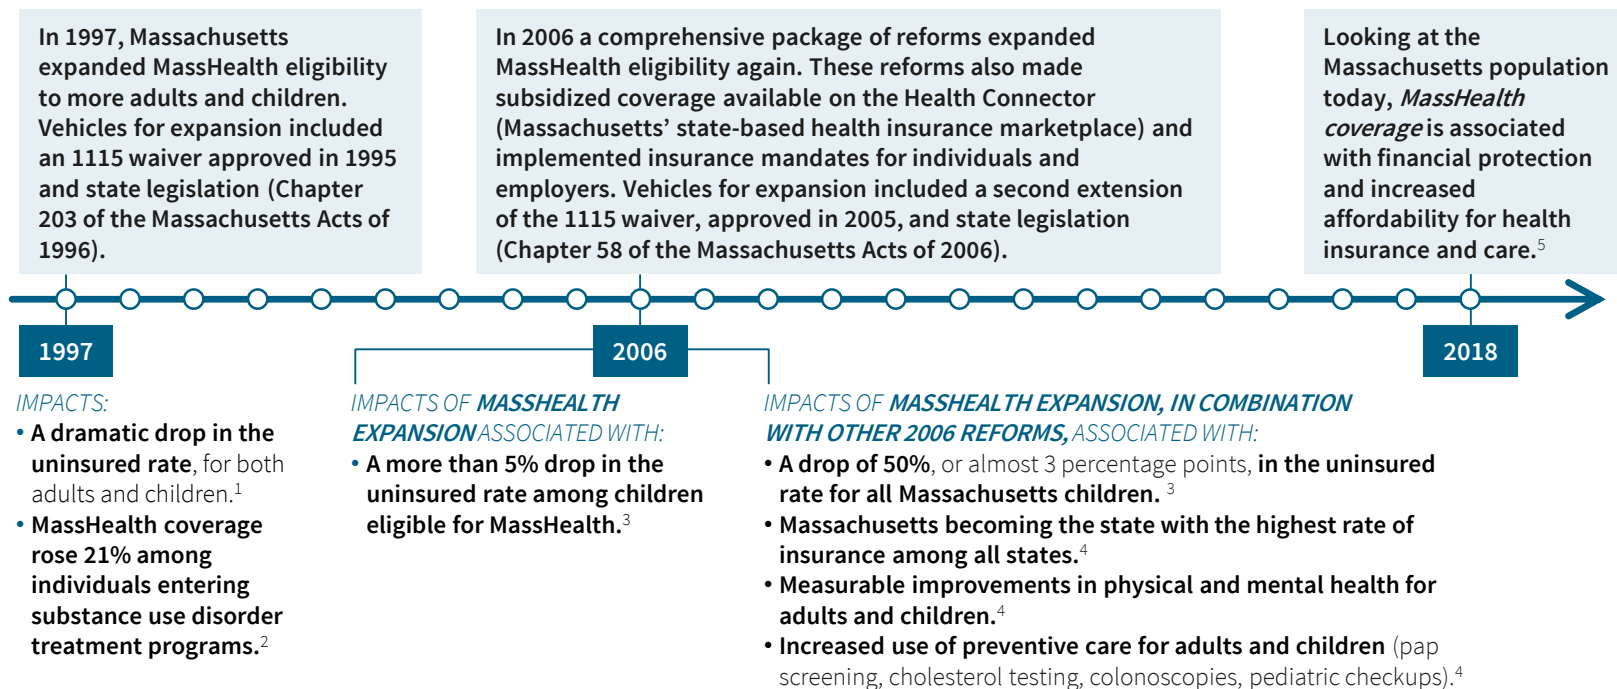 In 1997, Massachusetts
expanded MassHealth eligibility
to more adults and children.
Vehicles for expansion included
an 1115 waiver approved in 1995
and state legislation (Chapter
203 of the Massachusetts Acts of
1996).
In 2006 a comprehensive package of reforms expanded
MassHealth eligibility again. These reforms also made
subsidized coverage available on the Health Connector
(Massachusetts’ state-based health insurance marketplace) and
implemented insurance mandates for individuals and
employers. Vehicles for expansion included a second extension
of the 1115 waiver, approved in 2005, and state legislation
(Chapter 58 of the Massachusetts Acts of 2006).
Looking at the
Massachusetts population
today, MassHealth
coverage is associated
with financial protection
and increased
affordability for health
insurance and care.5
1997
2006
2018
IMPACTS:
• A dramatic drop in the
uninsured rate, for both
adults and children.1
• MassHealth coverage
rose 21% among
individuals entering
substance use disorder
treatment programs.2
IMPACTS OF MASSHEALTH
EXPANSION ASSOCIATED WITH:
• A more than 5% drop in the
uninsured rate among children
eligible for MassHealth.3
IMPACTS OF MASSHEALTH EXPANSION, IN COMBINATION
WITH OTHER 2006 REFORMS, ASSOCIATED WITH:
• A drop of 50%, or almost 3 percentage points, in the uninsured
rate for all Massachusetts children. 3
• Massachusetts becoming the state with the highest rate of
insurance among all states.4
• Measurable improvements in physical and mental health for
adults and children.4
• Increased use of preventive care for adults and children (pap
screening, cholesterol testing, colonoscopies, pediatric checkups).4